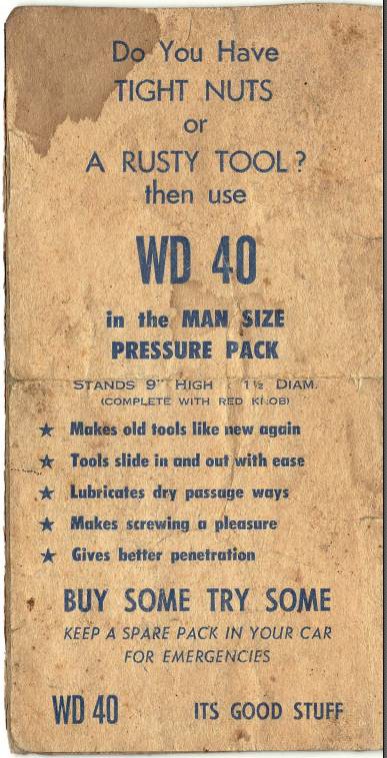 Do You Have
TIGHT NUTS
or
A RUSTY TOOL?
then use
WD 40
in the MAN SIZE
PRESSURE PACK
STANDS 9" HIGH 1½ DIAM.
(COMPLETE WITH RED KNOB)
★ Makes old tools like new again
★ Tools slide in and out with ease
★ Lubricates dry passage ways
★ Makes screwing a pleasure
★ Gives better penetration
BUY SOME TRY SOME
KEEP A SPARE PACK IN YOUR CAR
FOR EMERGENCIES
WD 40 ITS GOOD STUFF